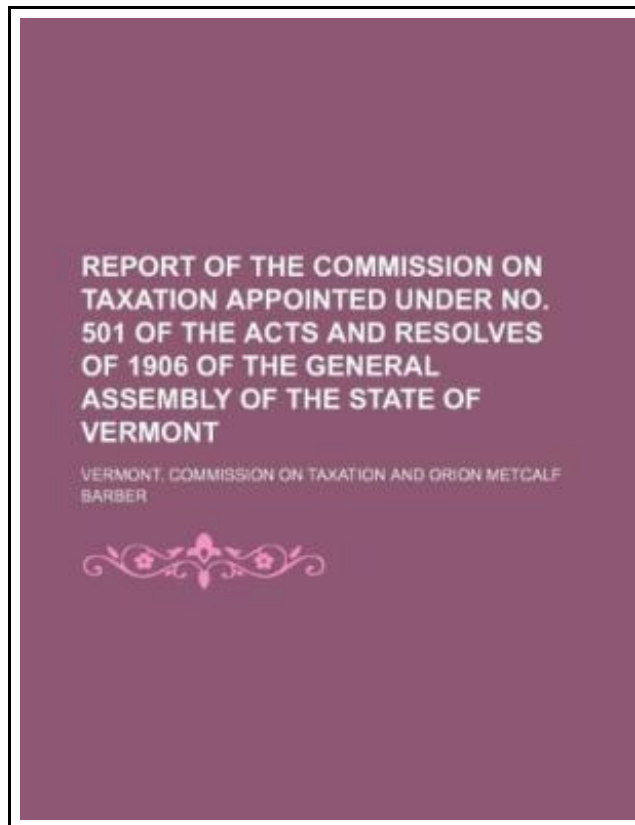 REPORT OF THE COMMISSION ON
TAXATION APPOINTED UNDER NO.
501 OF THE ACTS AND RESOLVES
OF 1906 OF THE GENERAL
ASSEMBLY OF THE STATE OF
VERMONT
VERMONT. COMMISSION ON TAXATION AND ORION METCALF
BARBER